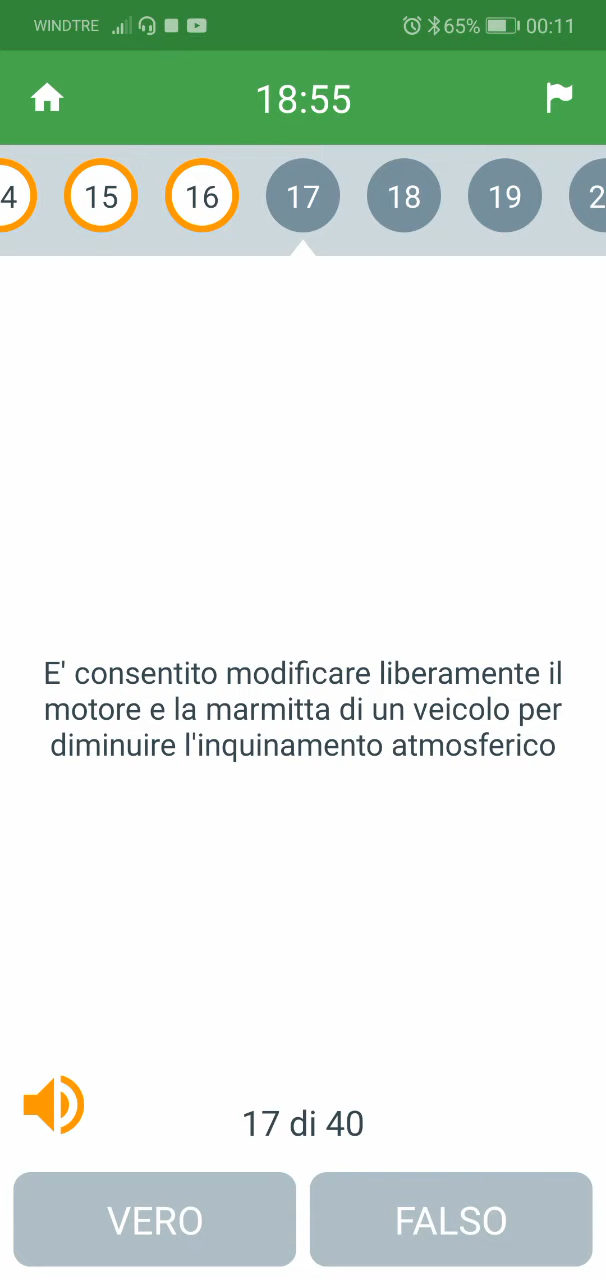 WINDTRE 65% 00:11
18:55
4 15 16 17 18 19 2
E' consentito modificare liberamente il
motore e la marmitta di un veicolo per
diminuire l'inquinamento atmosferico
17 di 40
VERO FALSO